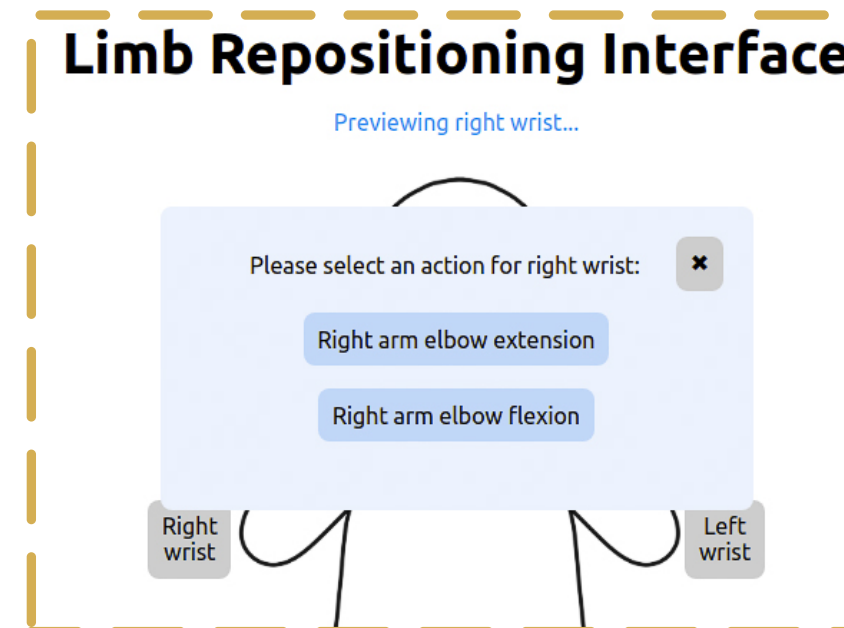 Limb Repositioning Interface
Previewing right wrist...
Please select an action for right wrist:
✖
Right arm elbow extension
Right arm elbow flexion
Right
wrist
Left
wrist